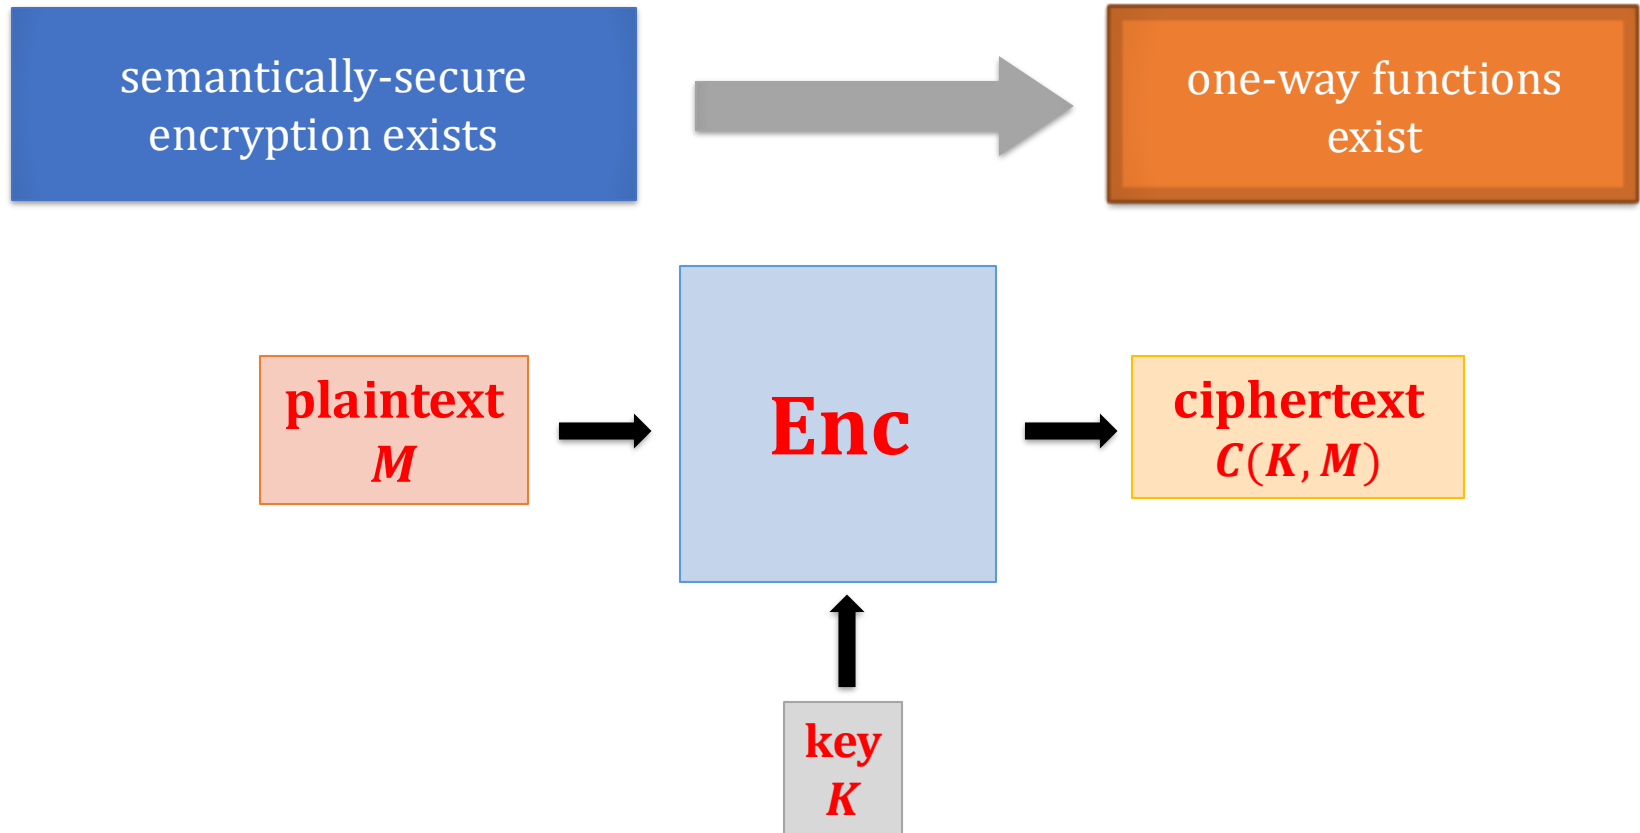 semantically-secure
encryption exists
one-way functions
exist
plaintext
M
Enc
ciphertext
C(K, M)
key
K